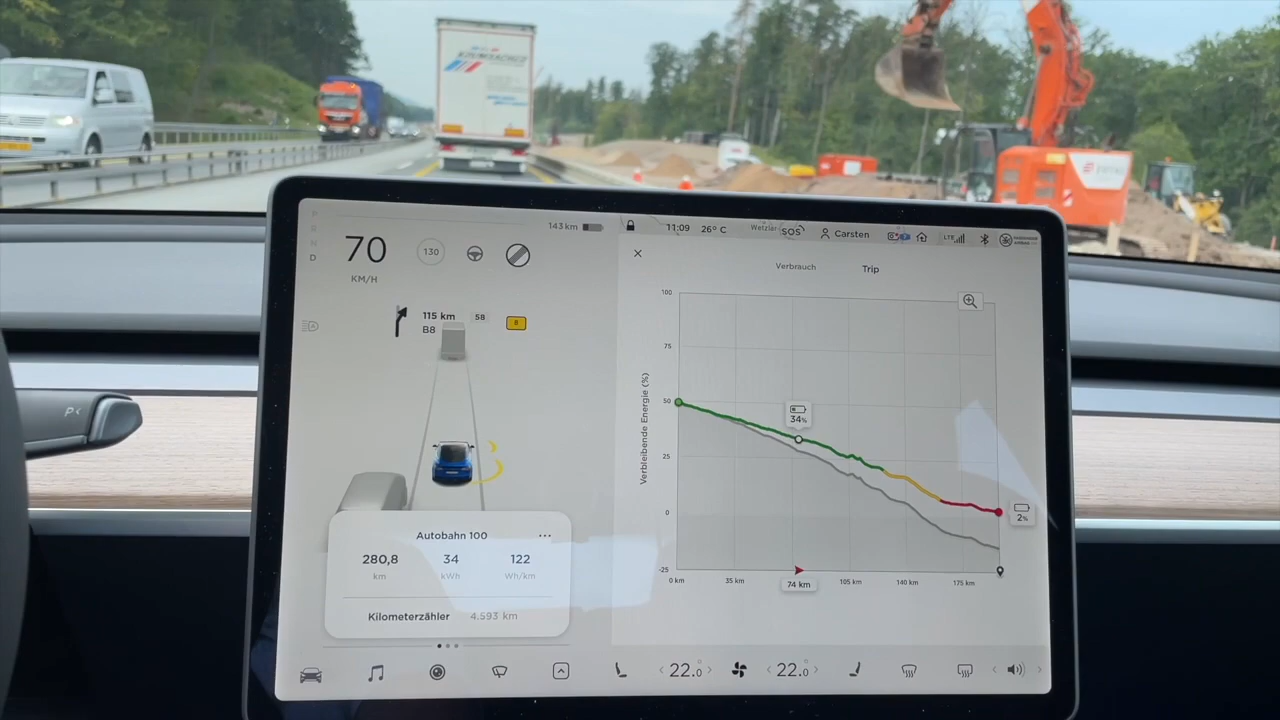 P
R
N
D
70
KM/H
130
143 km
11:09
26° C
Wetzlar
SOS
Carsten
LTE
115 km
B8
58
Verbrauch
Trip
Verbleibende Energie (%)
100
75
50
25
0
-25
34%
2%
0 km
35 km
74 km
105 km
140 km
175 km
Autobahn 100
280,8
34
122
km
kWh
Wh/km
Kilometerzähler
4.593 km
22.0
22.0
P